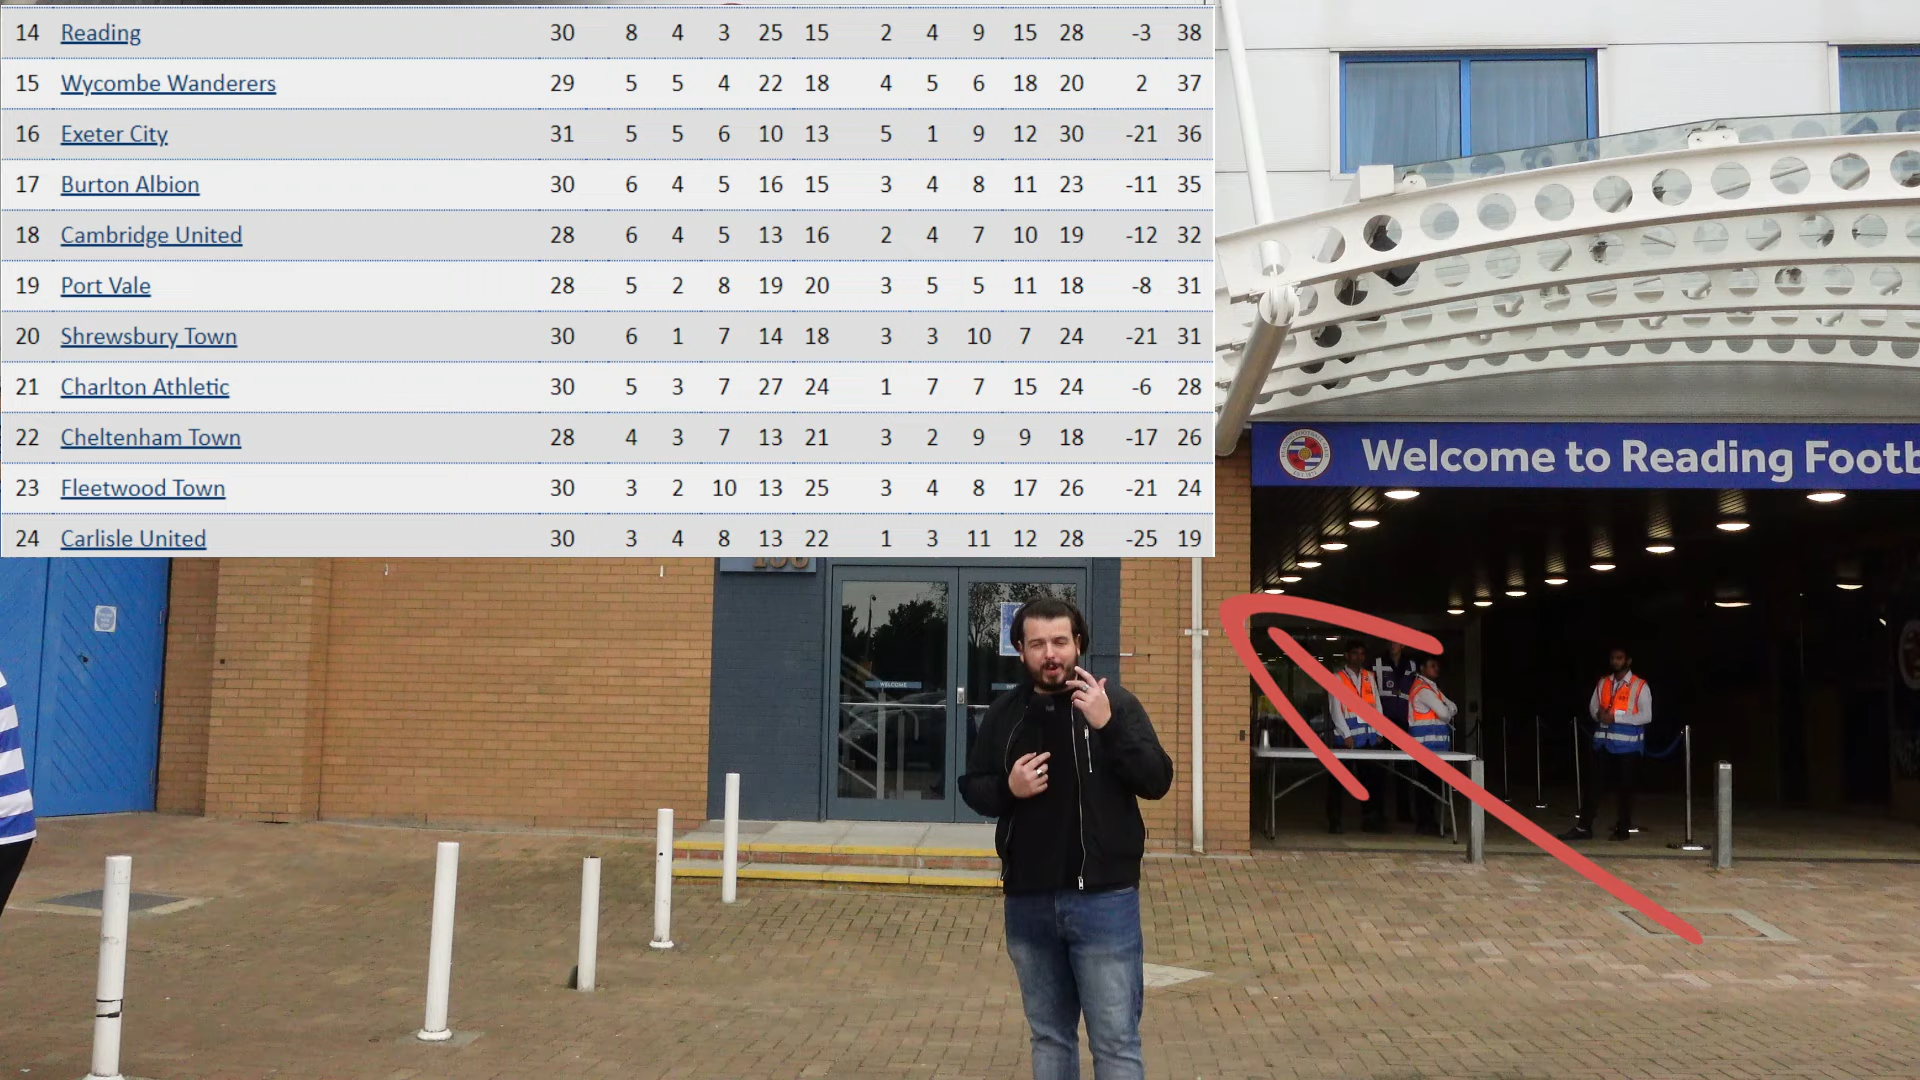 14 Reading 30 8 4 3 25 15 2 4 9 15 28 -3 38
15 Wycombe Wanderers 29 5 5 4 22 18 4 5 6 18 20 2 37
16 Exeter City 31 5 5 6 10 13 5 1 9 12 30 -21 36
17 Burton Albion 30 6 4 5 16 15 3 4 8 11 23 -11 35
18 Cambridge United 28 6 4 5 13 16 2 4 7 10 19 -12 32
19 Port Vale 28 5 2 8 19 20 3 5 5 11 18 -8 31
20 Shrewsbury Town 30 6 1 7 14 18 3 3 10 7 24 -21 31
21 Charlton Athletic 30 5 3 7 27 24 1 7 7 15 24 -6 28
22 Cheltenham Town 28 4 3 7 13 21 3 2 9 9 18 -17 26
23 Fleetwood Town 30 3 2 10 13 25 3 4 8 17 26 -21 24
24 Carlisle United 30 3 4 8 13 22 1 3 11 12 28 -25 19
Welcome to Reading Footb
WELCOME